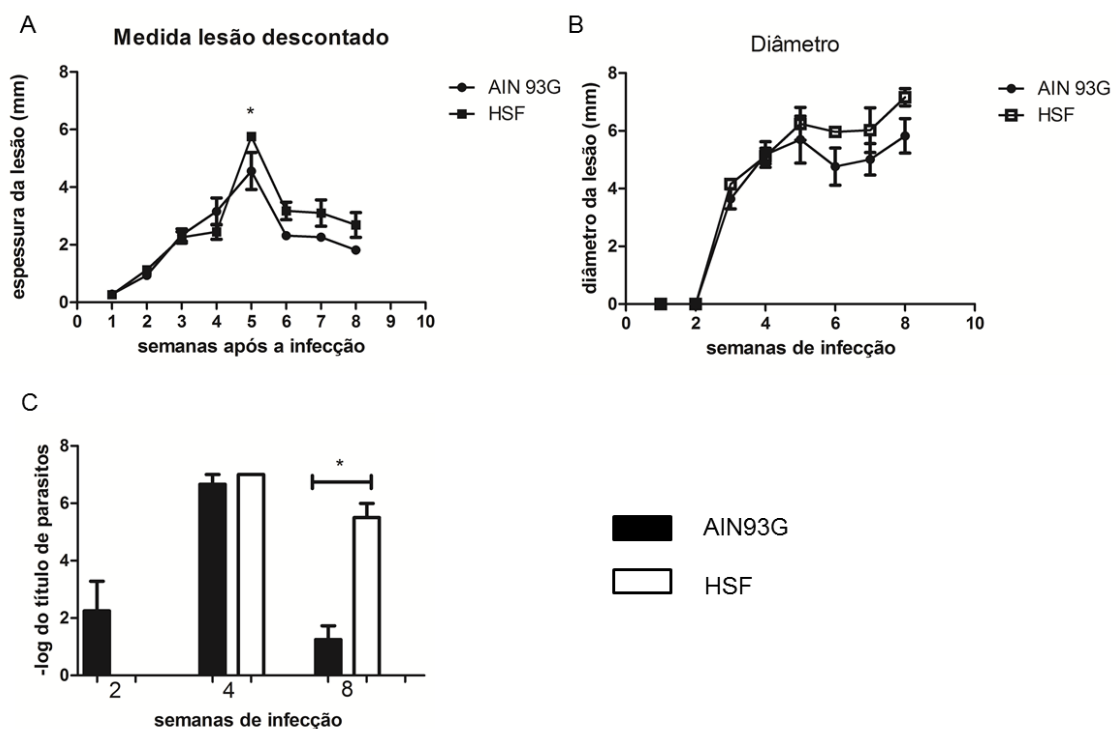 A
Medida lesão descontado
espessura da lesão (mm)
8
6
4
2
0
*
AIN 93G
HSF
0 1 2 3 4 5 6 7 8 9 10
semanas após a infecção
B
Diâmetro
diâmetro da lesão (mm)
8
6
4
2
0
AIN 93G
HSF
0 2 4 6 8 10
semanas de infecção
C
-log do título de parasitos
8
6
4
2
0
*
2 4 8
semanas de infecção
AIN93G
HSF